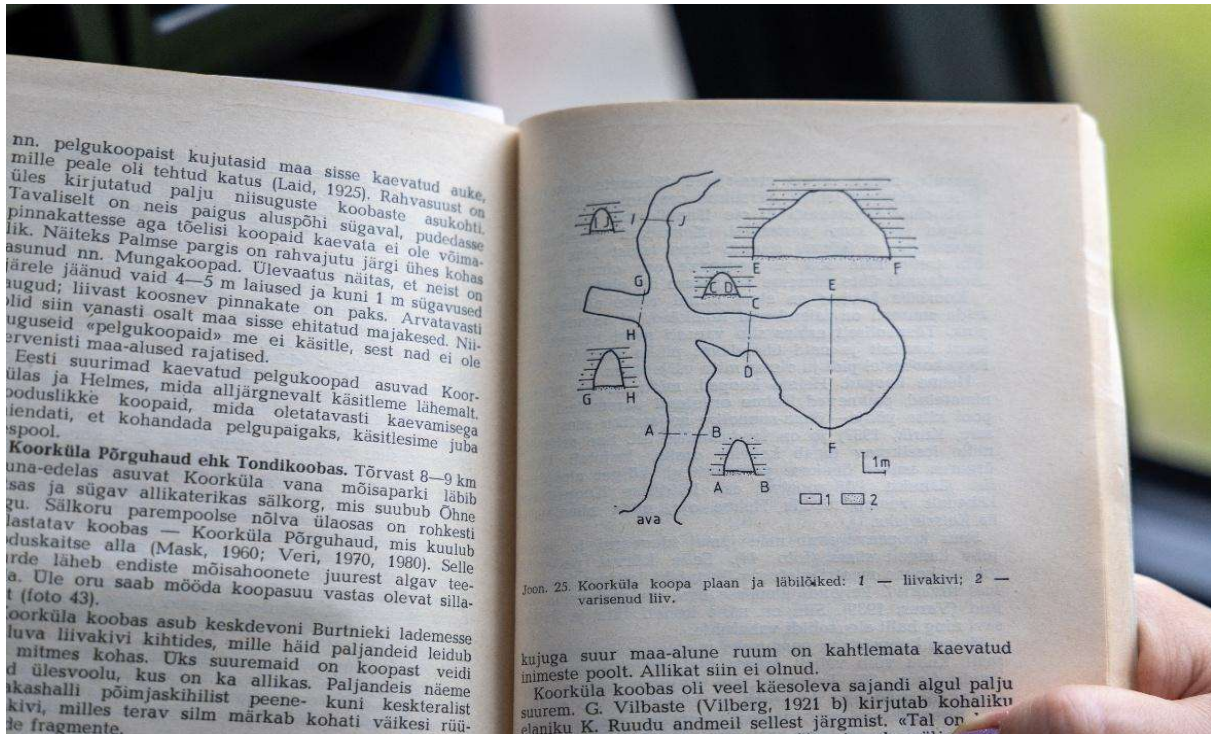 nn. pelgukoopaist kujutasid maa sisse kaevatud auke,
mille peale oli tehtud katus (Laid, 1925). Rahvasuust on
üles kirjutatud palju niisuguste koobaste asukohti.
Tavaliselt on neis paigus aluspõhi sügaval, pudedasse
pinnakattesse aga tõelisi koopaid kaevata ei ole võima-
lik. Näiteks Palmse pargis on rahvajutu järgi ühes kohas
asunud nn. Mungakoopad. Ülevaatus näitas, et neist on
järele jäänud vaid 4—5 m laiused ja kuni 1 m sügavused
augud; liivast koosnev pinnakate on paks. Arvatavasti
olid siin vanasti osalt maa sisse ehitatud majakesed. Nii-
uguseid «pelgukoopaid» me ei käsitle, sest nad ei ole
ervenisti maa-alused rajatised.
Eesti suurimad kaevatud pelgukoopad asuvad Koor-
ülas ja Helmes, mida alljärgnevalt käsitleme lähemalt.
ooduslikke koopaid, mida oletatavasti kaevamisega
iendati, et kohandada pelgupaigaks, käsitlesime juba
espool.
Koorküla Põrguhaud ehk Tondikoobas. Tõrvast 8—9 km
una-edelas asuvat Koorküla vana mõisaparki läbib
sas ja sügav allikaterikas sälkorg, mis suubub Õhne
gu. Sälkoru parempoolse nõlva ülaosas on rohkesti
lastatav koobas — Koorküla Põrguhaud, mis kuulub
oduskaitse alla (Mask, 1960; Veri, 1970, 1980). Selle
rde läheb endiste mõisahoonete juurest algav tee-
a. Üle oru saab mööda koopasuu vastas olevat silla-
t (foto 43).
oorküla koobas asub keskdevoni Burtnieki lademesse
luva liivakivi kihtides, mille häid paljandeid leidub
mitmes kohas. Üks suuremaid on koopast veidi
d ülesvoolu, kus on ka allikas. Paljandeis näeme
akashalli põimjaskihilist peene- kuni keskteralist
kivi, milles terav silm märkab kohati väikesi rüü-
de fragmente.
I J
I J
E F
C D
C
E
G
H
D
G H
A B
F
A B
1m
1 2
ava
Joon. 25. Koorküla koopa plaan ja läbilõiked: 1 — liivakivi; 2 —
varisenud liiv.
kujuga suur maa-alune ruum on kahtlemata kaevatud
inimeste poolt. Allikat siin ei olnud.
Koorküla koobas oli veel käesoleva sajandi algul palju
suurem. G. Vilbaste (Vilberg, 1921 b) kirjutab kohaliku
elaniku K. Ruudu andmeil sellest järgmist. «Tal on